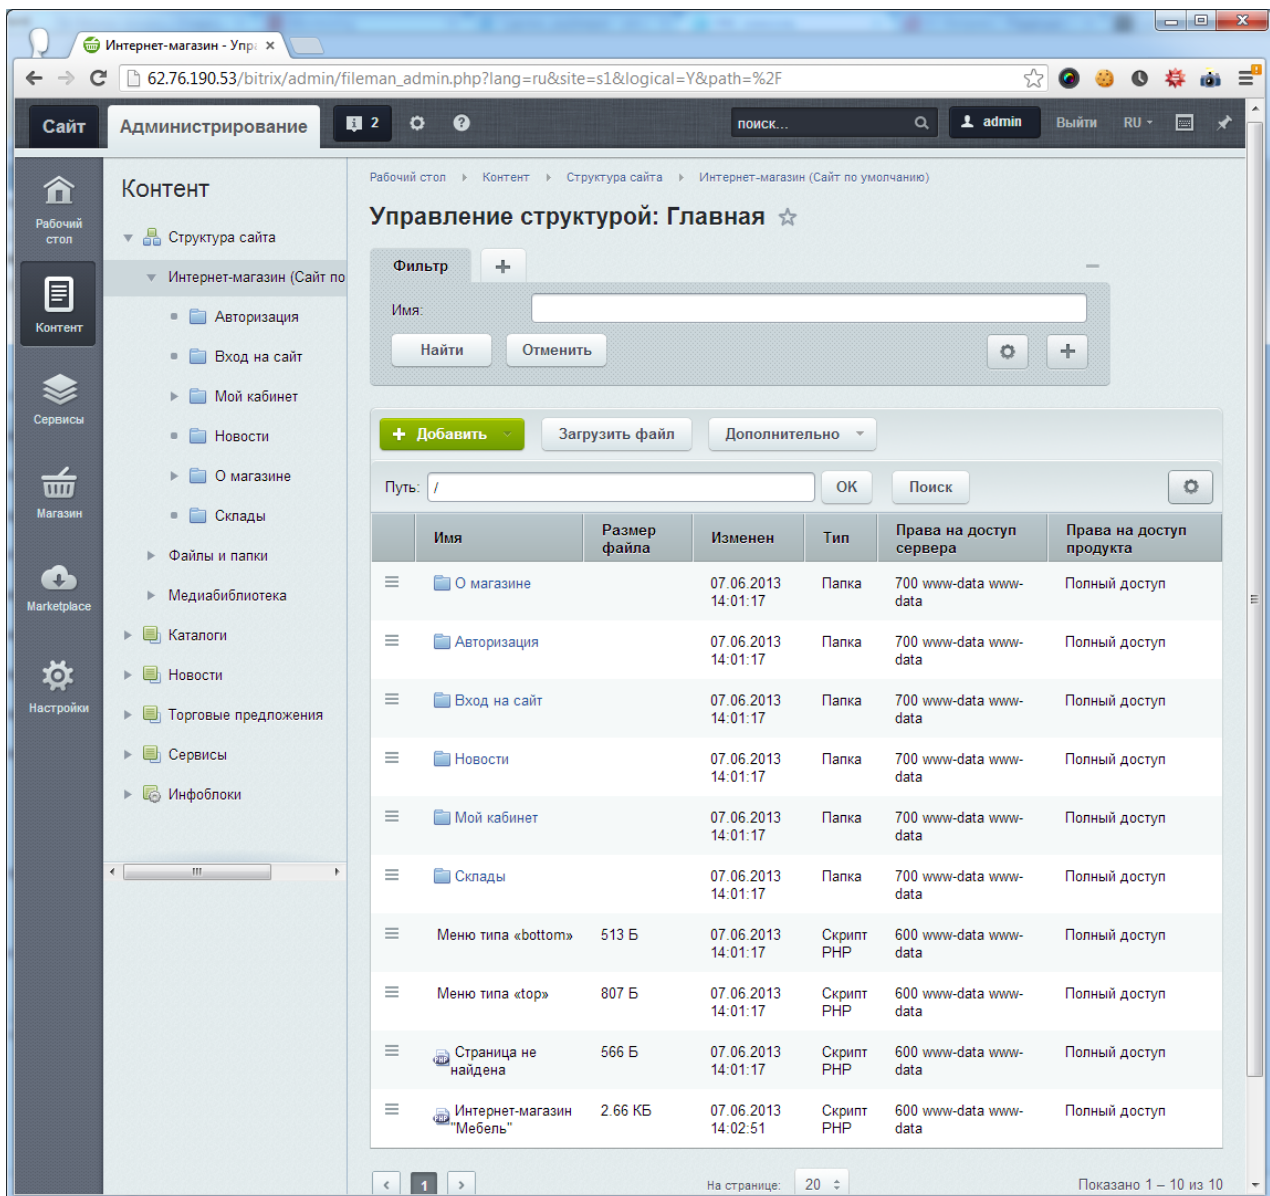 Интернет-магазин - Упра
62.76.190.53/bitrix/admin/fileman_admin.php?lang=ru&site=s1&logical=Y&path=%2F
Сайт
Администрирование
2
поиск...
admin
Выйти
RU
Рабочий стол
Контент
Сервисы
Магазин
Marketplace
Настройки
Контент
Структура сайта
Интернет-магазин (Сайт по
Авторизация
Вход на сайт
Мой кабинет
Новости
О магазине
Склады
Файлы и папки
Медиабиблиотека
Каталоги
Новости
Торговые предложения
Сервисы
Инфоблоки
Рабочий стол Контент Структура сайта Интернет-магазин (Сайт по умолчанию)
Управление структурой: Главная
Фильтр
Имя:
Найти Отменить
Добавить Загрузить файл Дополнительно
Путь: / OK Поиск
Имя Размер файла Изменен Тип Права на доступ сервера Права на доступ продукта
О магазине 07.06.2013 14:01:17 Папка 700 www-data www-data Полный доступ
Авторизация 07.06.2013 14:01:17 Папка 700 www-data www-data Полный доступ
Вход на сайт 07.06.2013 14:01:17 Папка 700 www-data www-data Полный доступ
Новости 07.06.2013 14:01:17 Папка 700 www-data www-data Полный доступ
Мой кабинет 07.06.2013 14:01:17 Папка 700 www-data www-data Полный доступ
Склады 07.06.2013 14:01:17 Папка 700 www-data www-data Полный доступ
Меню типа «bottom» 513 Б 07.06.2013 14:01:17 Скрипт PHP 600 www-data www-data Полный доступ
Меню типа «top» 807 Б 07.06.2013 14:01:17 Скрипт PHP 600 www-data www-data Полный доступ
Страница не найдена 566 Б 07.06.2013 14:01:17 Скрипт PHP 600 www-data www-data Полный доступ
Интернет-магазин "Мебель" 2.66 КБ 07.06.2013 14:02:51 Скрипт PHP 600 www-data www-data Полный доступ
1 На странице: 20 Показано 1 – 10 из 10